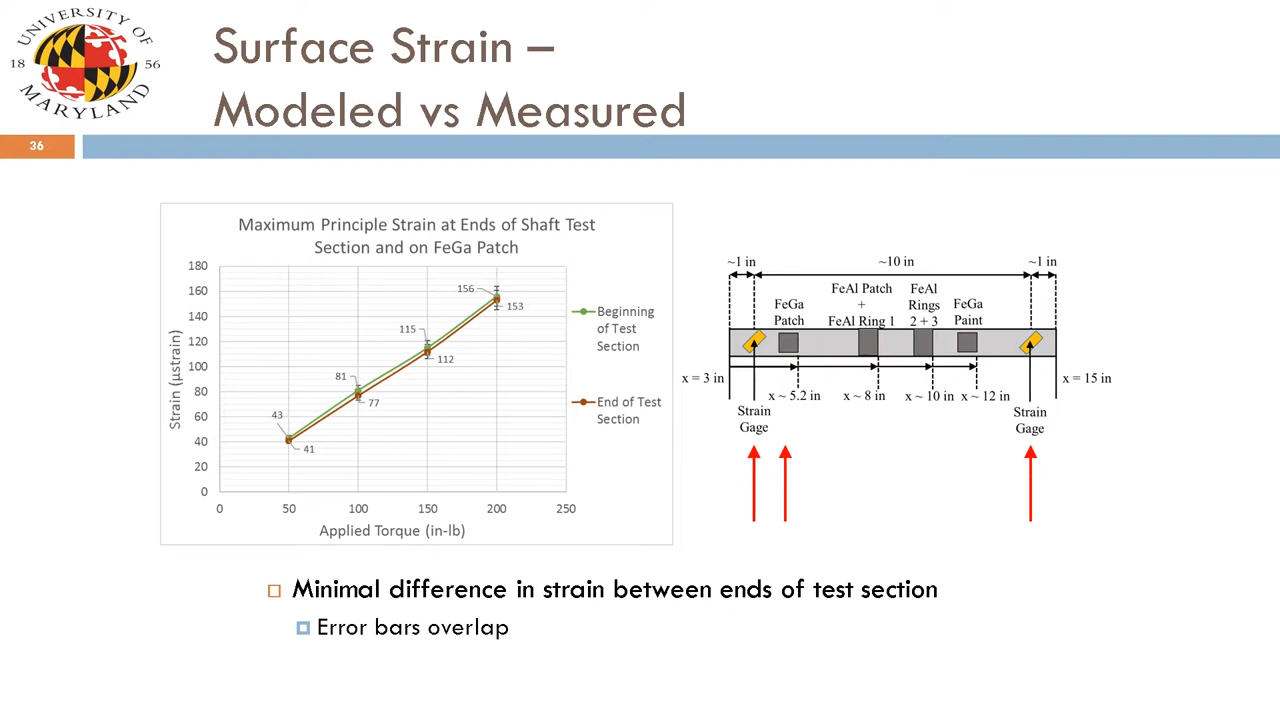 UNIVERSITY OF
18 56
MARYLAND
Surface Strain –
Modeled vs Measured
36
Maximum Principle Strain at Ends of Shaft Test
Section and on FeGa Patch
180
160
140
120
100
80
60
40
20
0
Strain (µstrain)
43
81
115
156
41
77
112
153
0 50 100 150 200 250
Applied Torque (in-lb)
Beginning
of Test
Section
End of Test
Section
~1 in ~10 in ~1 in
FeGa
Patch
FeAl Patch
+
FeAl Ring 1
FeAl
Rings
2 + 3
FeGa
Paint
x = 3 in
x = 15 in
x ~ 5.2 in x ~ 8 in x ~ 10 in x ~ 12 in
Strain
Gage
Strain
Gage
Minimal difference in strain between ends of test section
Error bars overlap